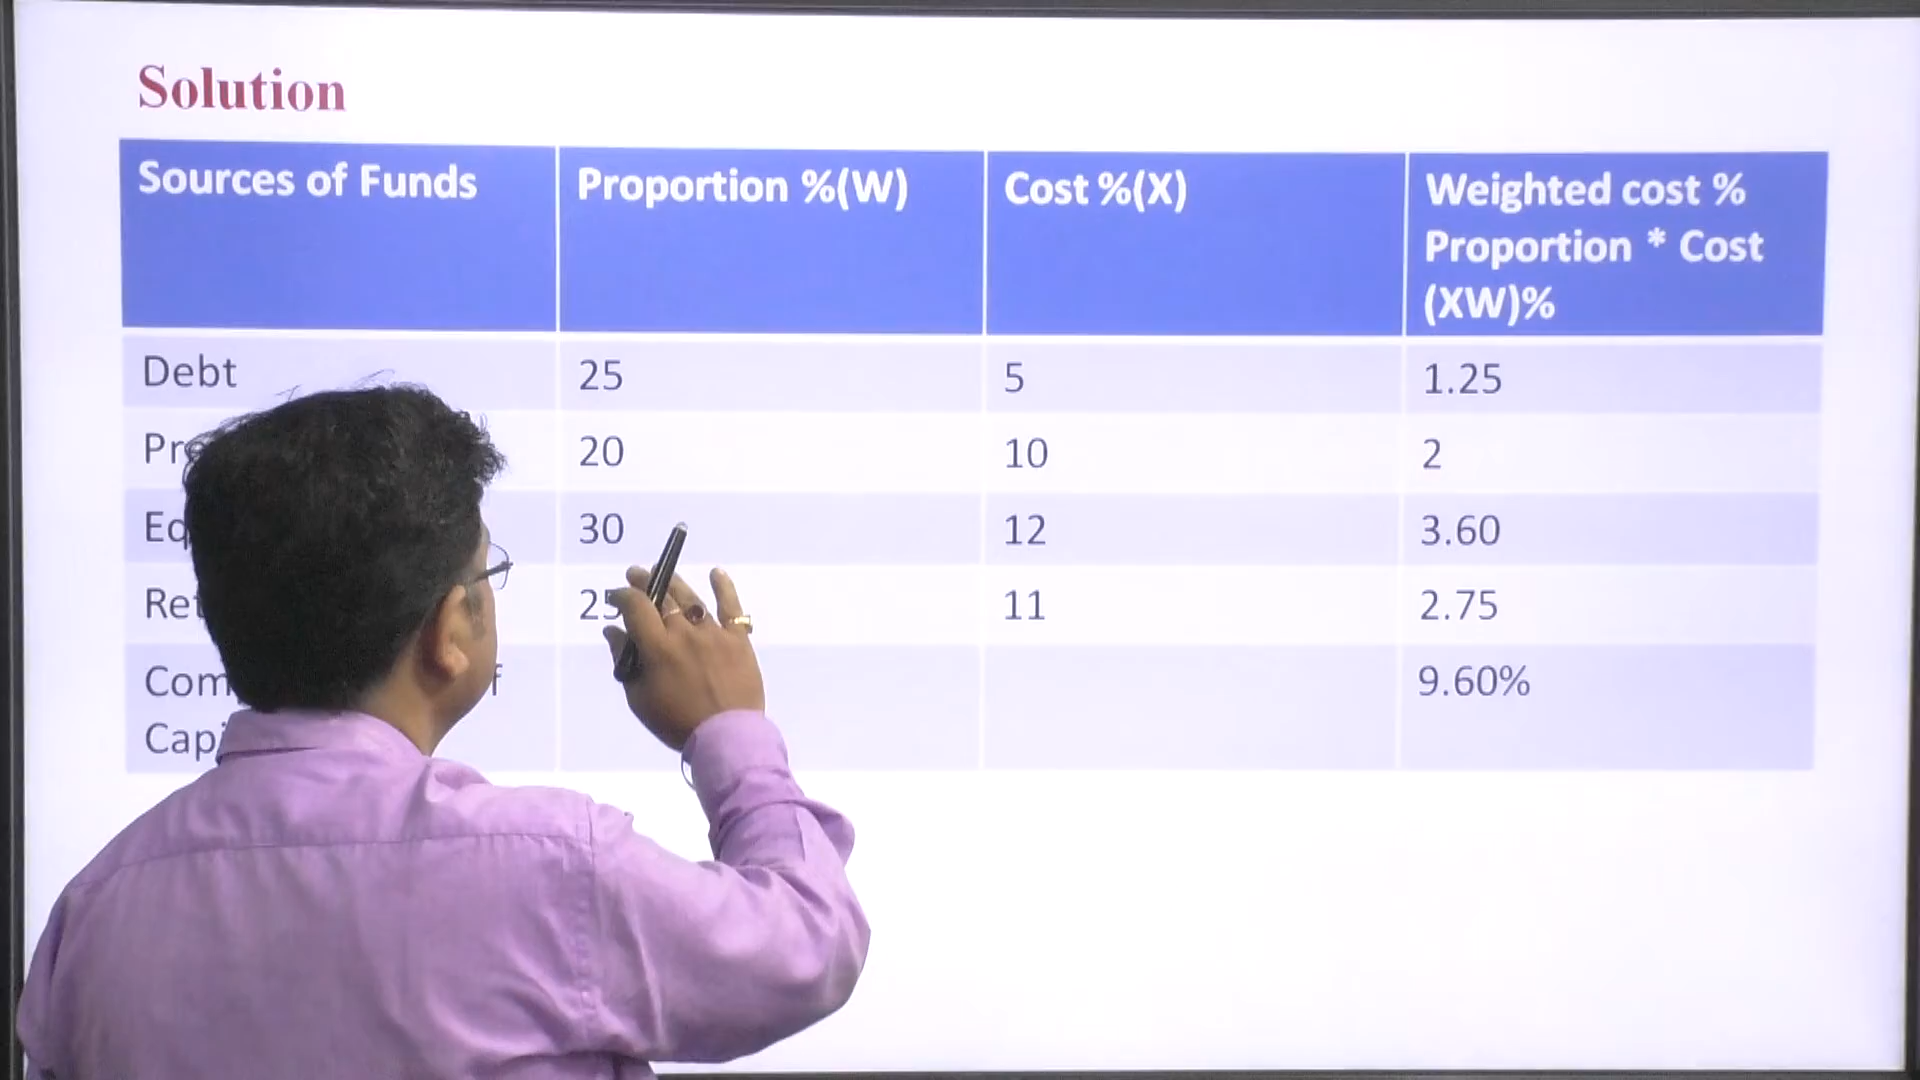 Solution
Sources of Funds Proportion %(W) Cost %(X) Weighted cost %
Proportion * Cost
(XW)%
Debt 25 5 1.25
20 10 2
30 12 3.60
25 11 2.75
9.60%